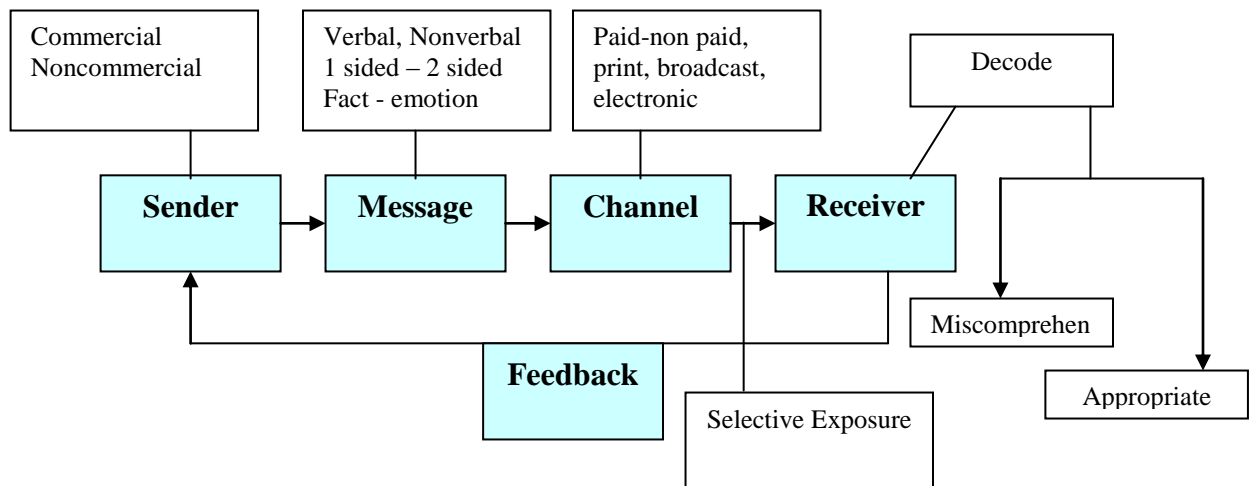 Commercial
Noncommercial
Verbal, Nonverbal
1 sided – 2 sided
Fact - emotion
Paid-non paid,
print, broadcast,
electronic
Decode
Sender
Message
Channel
Receiver
Miscomprehen
Feedback
Appropriate
Selective Exposure